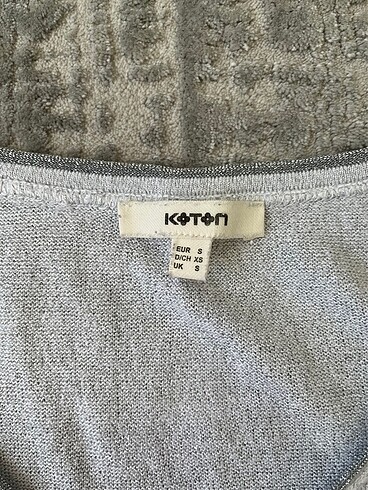 KOTON
EUR S
D/CH XS
UK S